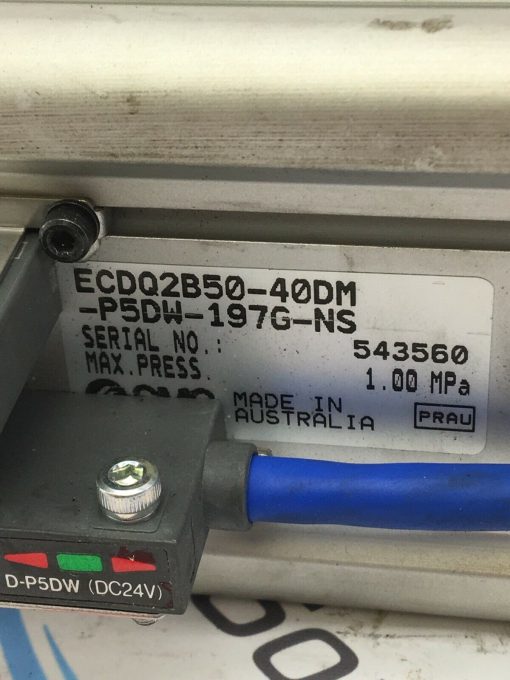 ECDQ2B50-40DM
-P5DW-197G-NS
SERIAL NO.: 543560
MAX.PRESS. 1.00 MPa
SMC MADE IN
AUSTRALIA PRAU
D-P5DW (DC24V)